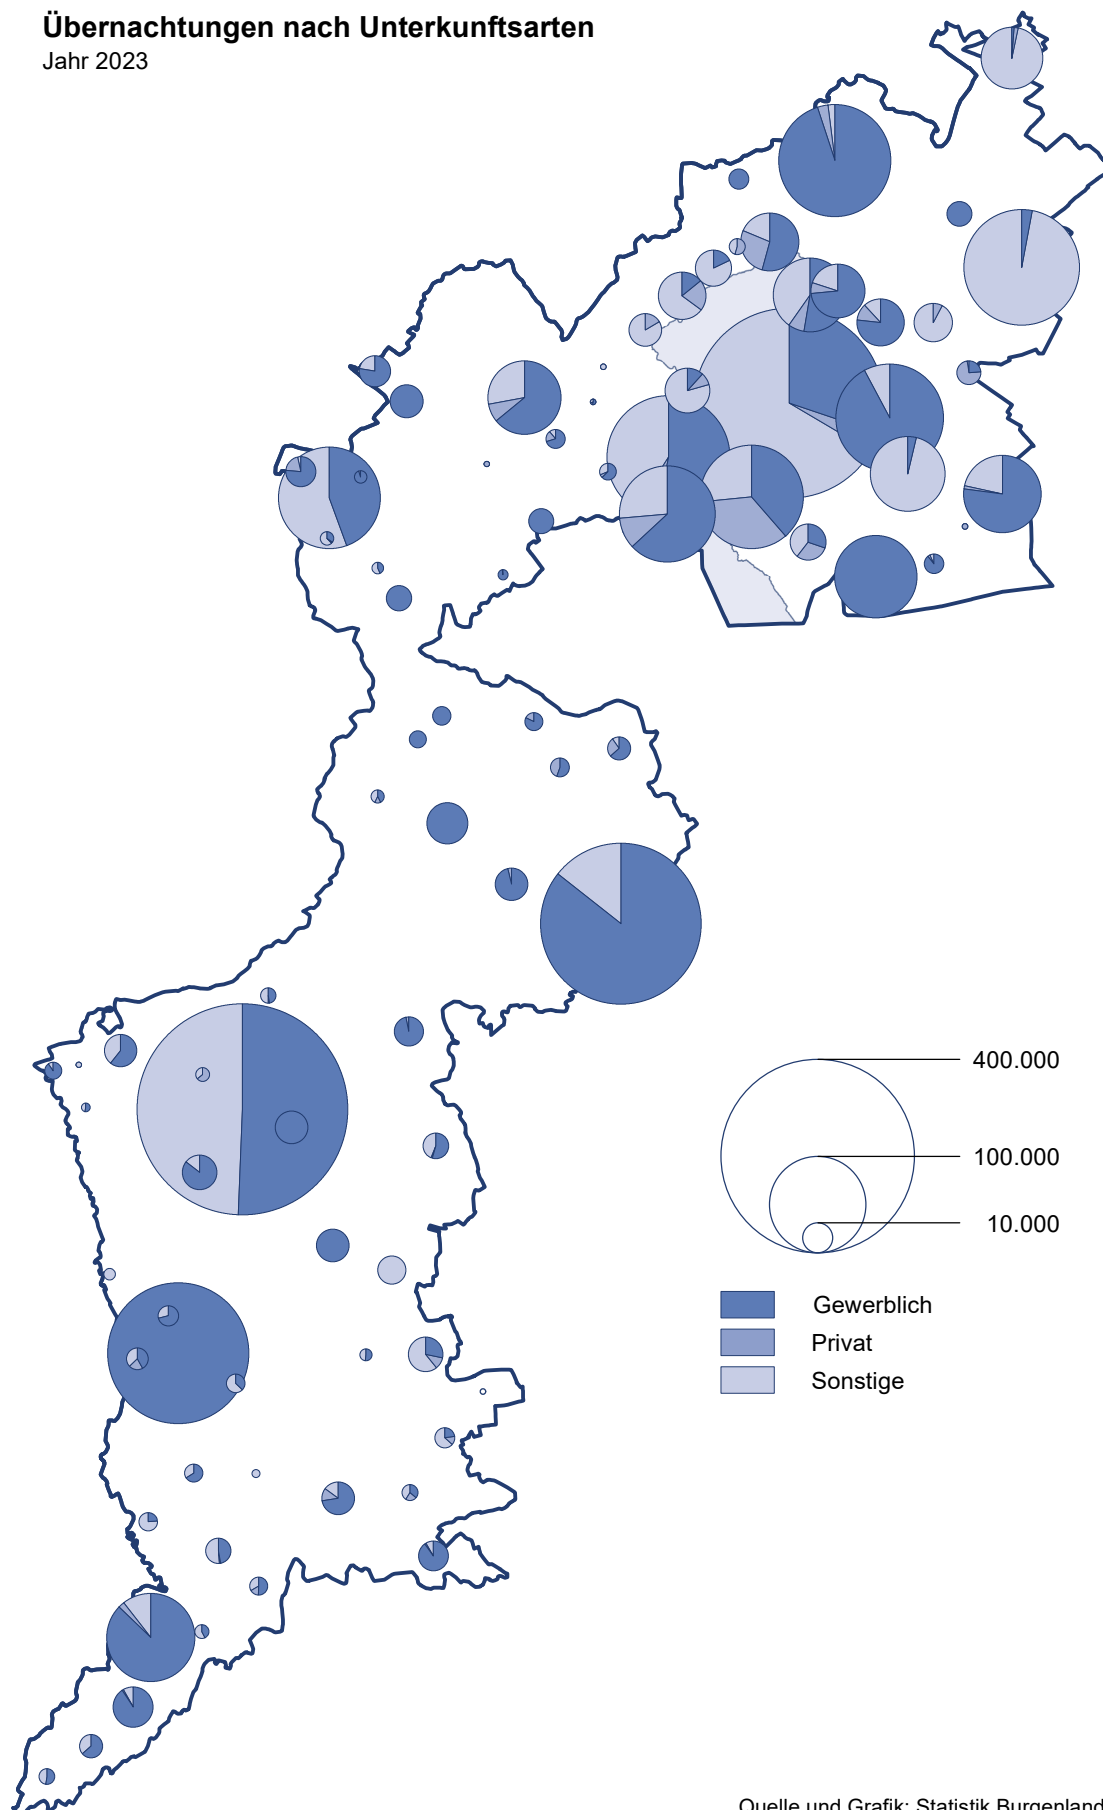 Übernachtungen nach Unterkunftsarten
Jahr 2023
400.000
100.000
10.000
Gewerblich
Privat
Sonstige
Quelle und Grafik: Statistik Burgenland